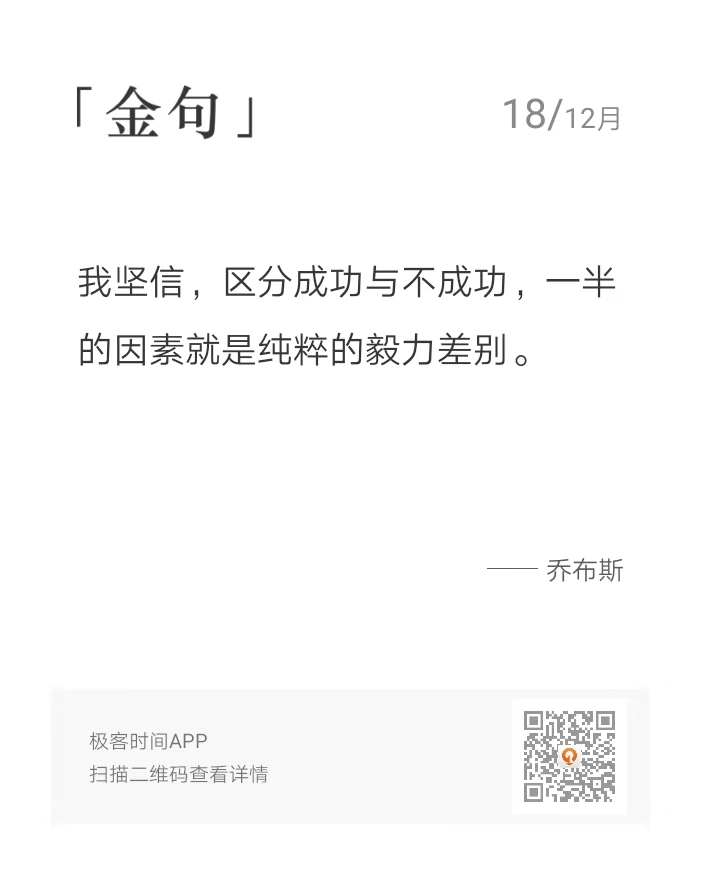 「金句」
18/12月
我坚信，区分成功与不成功，一半
的因素就是纯粹的毅力差别。
—— 乔布斯
极客时间APP
扫描二维码查看详情